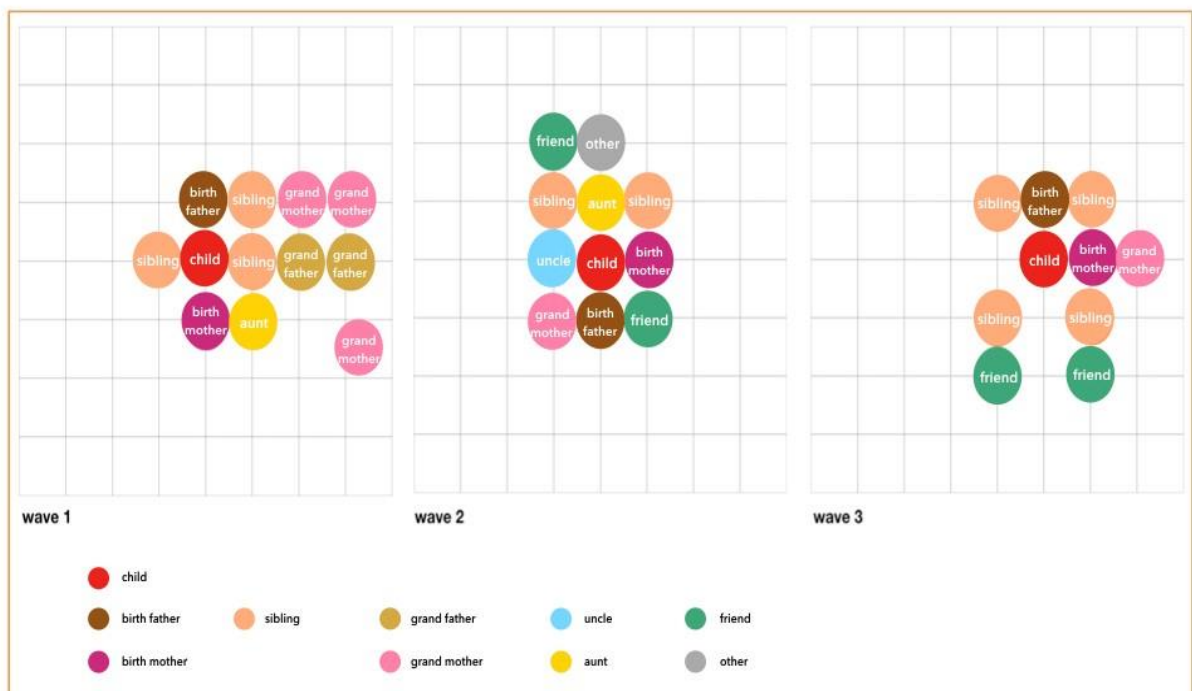 birth father
sibling
grand mother
grand mother
sibling
child
sibling
grand father
grand father
birth mother
aunt
grand mother
wave 1
friend
other
sibling
aunt
sibling
uncle
child
birth mother
grand mother
birth father
friend
wave 2
sibling
birth father
sibling
child
birth mother
grand mother
sibling
sibling
friend
friend
wave 3
child
birth father
sibling
grand father
uncle
friend
birth mother
grand mother
aunt
other